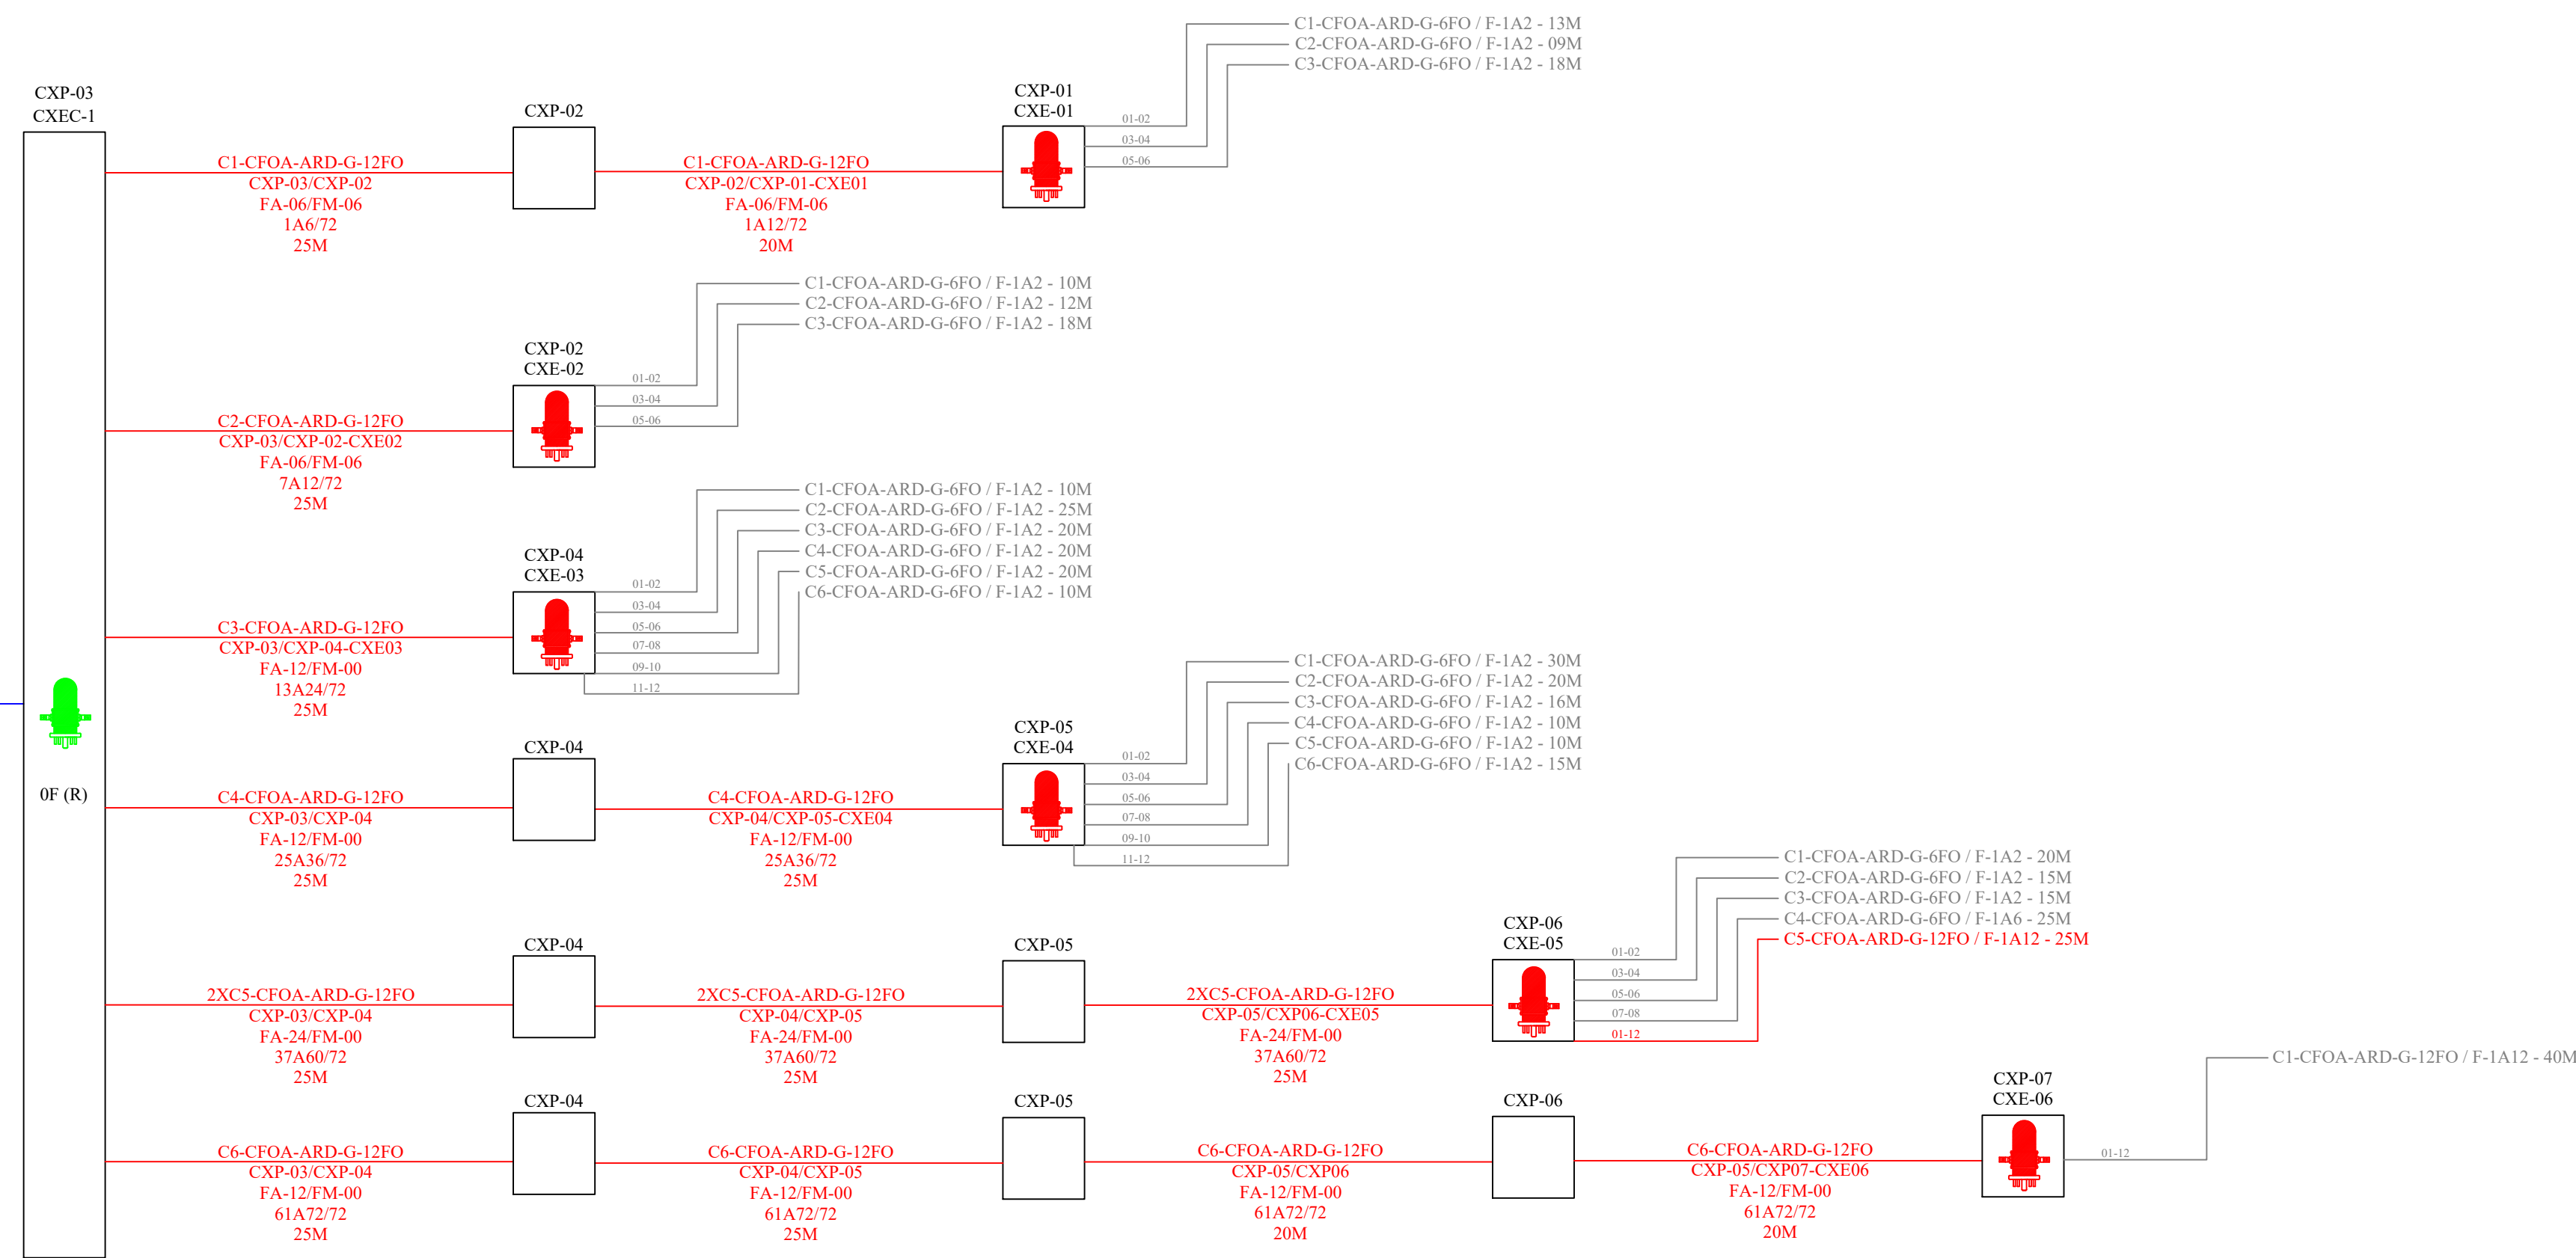 CXP-03
CXEC-1
0F (R)
C1-CFOA-ARD-G-12FO
CXP-03/CXP-02
FA-06/FM-06
1A6/72
25M
CXP-02
C1-CFOA-ARD-G-12FO
CXP-02/CXP-01-CXE01
FA-06/FM-06
1A12/72
20M
CXP-01
CXE-01
01-02
03-04
05-06
C1-CFOA-ARD-G-6FO / F-1A2 - 13M
C2-CFOA-ARD-G-6FO / F-1A2 - 09M
C3-CFOA-ARD-G-6FO / F-1A2 - 18M
C2-CFOA-ARD-G-12FO
CXP-03/CXP-02-CXE02
FA-06/FM-06
7A12/72
25M
CXP-02
CXE-02
01-02
03-04
05-06
C1-CFOA-ARD-G-6FO / F-1A2 - 10M
C2-CFOA-ARD-G-6FO / F-1A2 - 12M
C3-CFOA-ARD-G-6FO / F-1A2 - 18M
C3-CFOA-ARD-G-12FO
CXP-03/CXP-04-CXE03
FA-12/FM-00
13A24/72
25M
CXP-04
CXE-03
01-02
03-04
05-06
07-08
09-10
11-12
C1-CFOA-ARD-G-6FO / F-1A2 - 10M
C2-CFOA-ARD-G-6FO / F-1A2 - 25M
C3-CFOA-ARD-G-6FO / F-1A2 - 20M
C4-CFOA-ARD-G-6FO / F-1A2 - 20M
C5-CFOA-ARD-G-6FO / F-1A2 - 20M
C6-CFOA-ARD-G-6FO / F-1A2 - 10M
C4-CFOA-ARD-G-12FO
CXP-03/CXP-04
FA-12/FM-00
25A36/72
25M
CXP-04
C4-CFOA-ARD-G-12FO
CXP-04/CXP-05-CXE04
FA-12/FM-00
25A36/72
25M
CXP-05
CXE-04
01-02
03-04
05-06
07-08
09-10
11-12
C1-CFOA-ARD-G-6FO / F-1A2 - 30M
C2-CFOA-ARD-G-6FO / F-1A2 - 20M
C3-CFOA-ARD-G-6FO / F-1A2 - 16M
C4-CFOA-ARD-G-6FO / F-1A2 - 10M
C5-CFOA-ARD-G-6FO / F-1A2 - 10M
C6-CFOA-ARD-G-6FO / F-1A2 - 15M
2XC5-CFOA-ARD-G-12FO
CXP-03/CXP-04
FA-24/FM-00
37A60/72
25M
CXP-04
2XC5-CFOA-ARD-G-12FO
CXP-04/CXP-05
FA-24/FM-00
37A60/72
25M
CXP-05
2XC5-CFOA-ARD-G-12FO
CXP-05/CXP06-CXE05
FA-24/FM-00
37A60/72
25M
CXP-06
CXE-05
01-02
03-04
05-06
07-08
01-12
C1-CFOA-ARD-G-6FO / F-1A2 - 20M
C2-CFOA-ARD-G-6FO / F-1A2 - 15M
C3-CFOA-ARD-G-6FO / F-1A2 - 15M
C4-CFOA-ARD-G-6FO / F-1A6 - 25M
C5-CFOA-ARD-G-12FO / F-1A12 - 25M
C6-CFOA-ARD-G-12FO
CXP-03/CXP-04
FA-12/FM-00
61A72/72
25M
CXP-04
C6-CFOA-ARD-G-12FO
CXP-04/CXP-05
FA-12/FM-00
61A72/72
25M
CXP-05
C6-CFOA-ARD-G-12FO
CXP-05/CXP06
FA-12/FM-00
61A72/72
20M
CXP-06
C6-CFOA-ARD-G-12FO
CXP-05/CXP07-CXE06
FA-12/FM-00
61A72/72
20M
CXP-07
CXE-06
01-12
C1-CFOA-ARD-G-12FO / F-1A12 - 40M